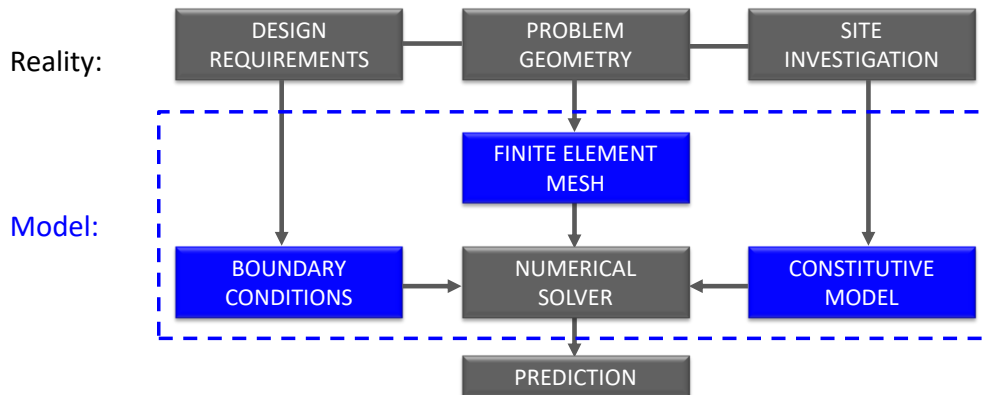 Reality:
DESIGN
REQUIREMENTS
PROBLEM
GEOMETRY
SITE
INVESTIGATION
FINITE ELEMENT
MESH
Model:
BOUNDARY
CONDITIONS
NUMERICAL
SOLVER
CONSTITUTIVE
MODEL
PREDICTION